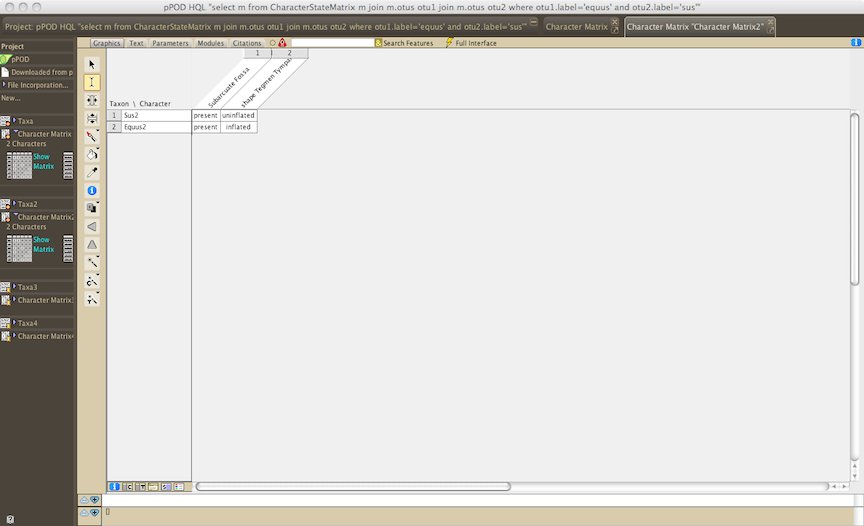 pPOD HQL "select m from CharacterStateMatrix m join m.otus otu1 join m.otus otu2 where otu1.label='equus' and otu2.label='sus'"
Project: pPOD HQL "select m from CharacterStateMatrix m join m.otus otu1 join m.otus otu2 where otu1.label='equus' and otu2.label='sus'"
Character Matrix
Character Matrix "Character Matrix2"
Graphics
Text
Parameters
Modules
Citations
Search Features
Full Interface
Project
pPOD
Downloaded from p
File Incorporation...
New...
Taxa
Character Matrix
2 Characters
Show
Matrix
Taxa2
Character Matrix2
2 Characters
Show
Matrix
Taxa3
Character Matrix3
Taxa4
Character Matrix4
1 2
Subarcuate Fossa
shape Tegmen Tympa
Taxon \ Character
1 Sus2 present uninflated
2 Equus2 present inflated